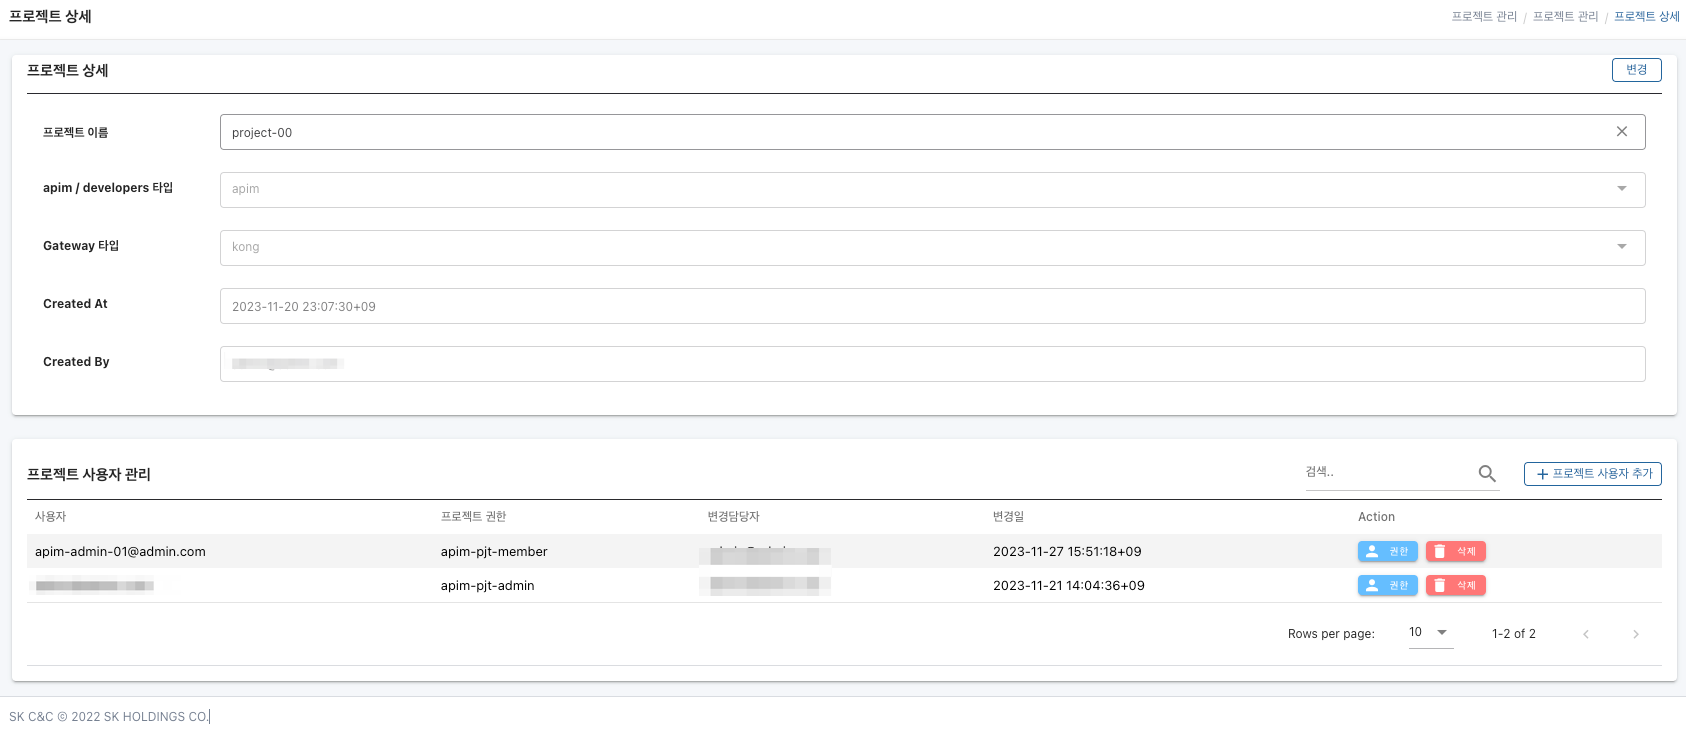 프로젝트 상세
프로젝트 관리 / 프로젝트 관리 / 프로젝트 상세
프로젝트 상세
변경
프로젝트 이름
project-00
apim / developers 타입
apim
Gateway 타입
kong
Created At
2023-11-20 23:07:30+09
Created By
프로젝트 사용자 관리
검색..
프로젝트 사용자 추가
사용자 프로젝트 권한 변경담당자 변경일 Action
apim-admin-01@admin.com apim-pjt-member 2023-11-27 15:51:18+09 권한 삭제
apim-pjt-admin 2023-11-21 14:04:36+09 권한 삭제
Rows per page: 10 1-2 of 2
SK C&C © 2022 SK HOLDINGS CO.